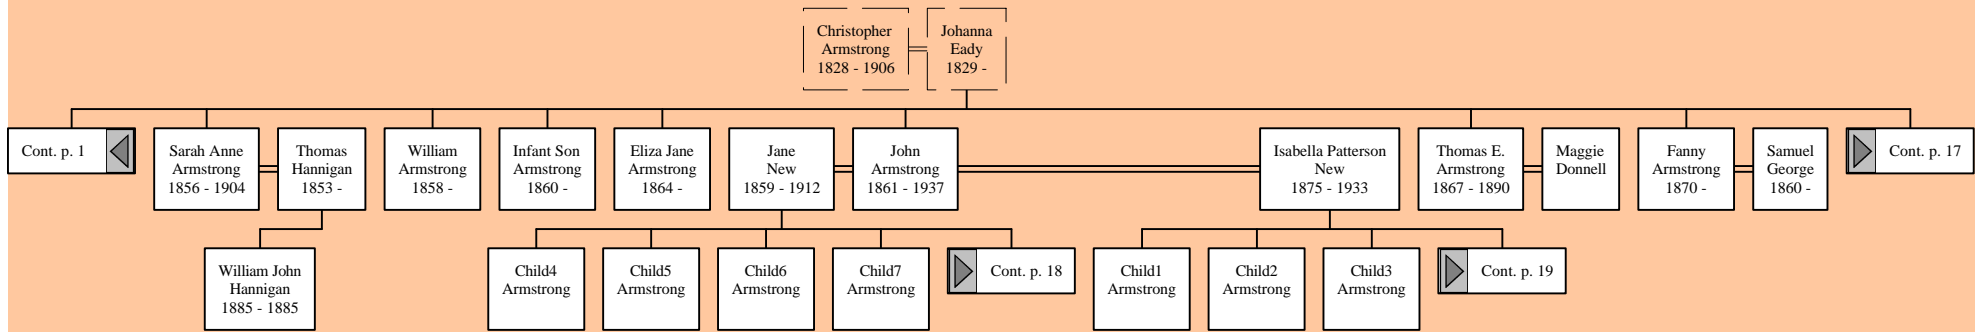 Christopher
Armstrong
1828 - 1906
Johanna
Eady
1829 -
Cont. p. 1
Sarah Anne
Armstrong
1856 - 1904
Thomas
Hannigan
1853 -
William
Armstrong
1858 -
Infant Son
Armstrong
1860 -
Eliza Jane
Armstrong
1864 -
Jane
New
1859 - 1912
John
Armstrong
1861 - 1937
Isabella Patterson
New
1875 - 1933
Thomas E.
Armstrong
1867 - 1890
Maggie
Donnell
Fanny
Armstrong
1870 -
Samuel
George
1860 -
Cont. p. 17
William John
Hannigan
1885 - 1885
Child4
Armstrong
Child5
Armstrong
Child6
Armstrong
Child7
Armstrong
Cont. p. 18
Child1
Armstrong
Child2
Armstrong
Child3
Armstrong
Cont. p. 19